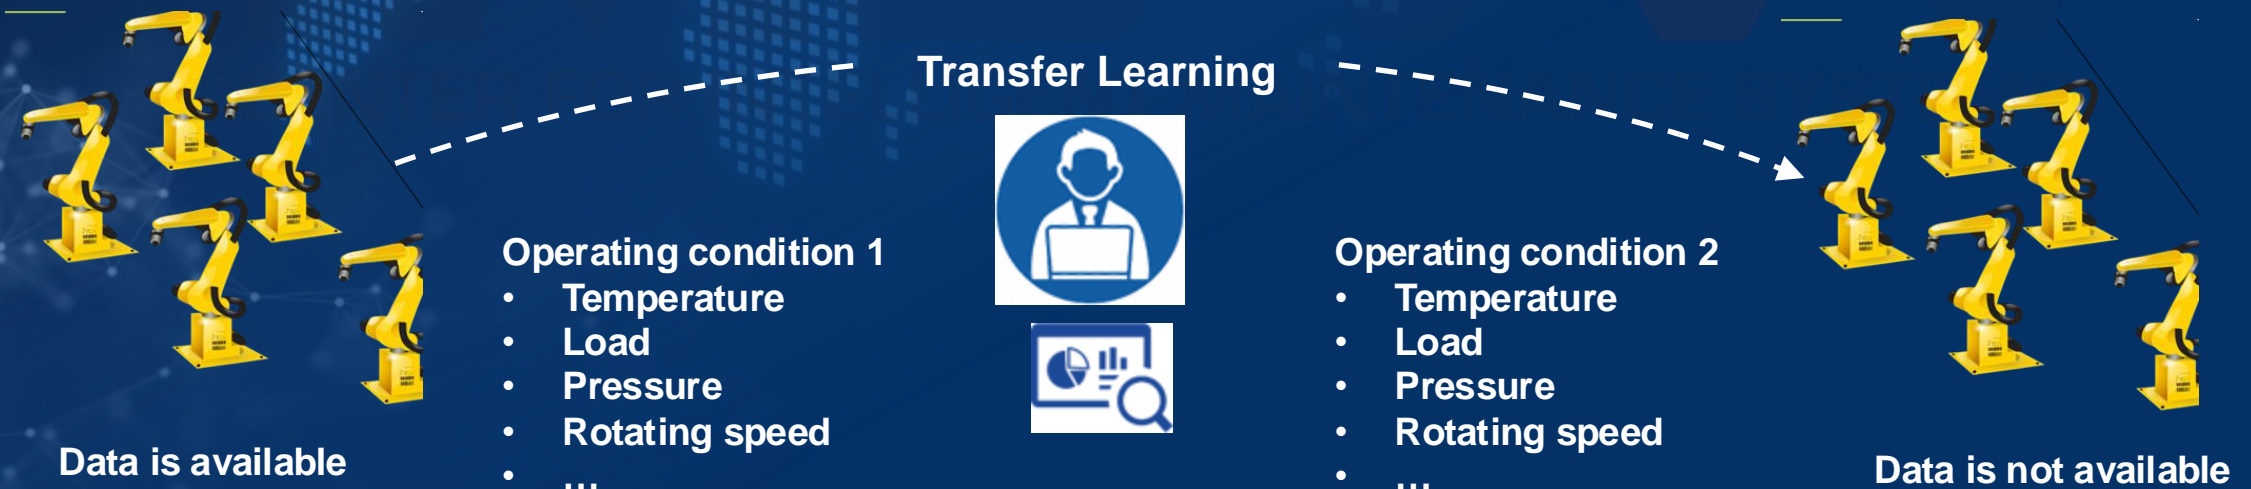 Transfer Learning
Operating condition 1
• Temperature
• Load
• Pressure
• Rotating speed
• ...
Operating condition 2
• Temperature
• Load
• Pressure
• Rotating speed
• ...
Data is available
Data is not available